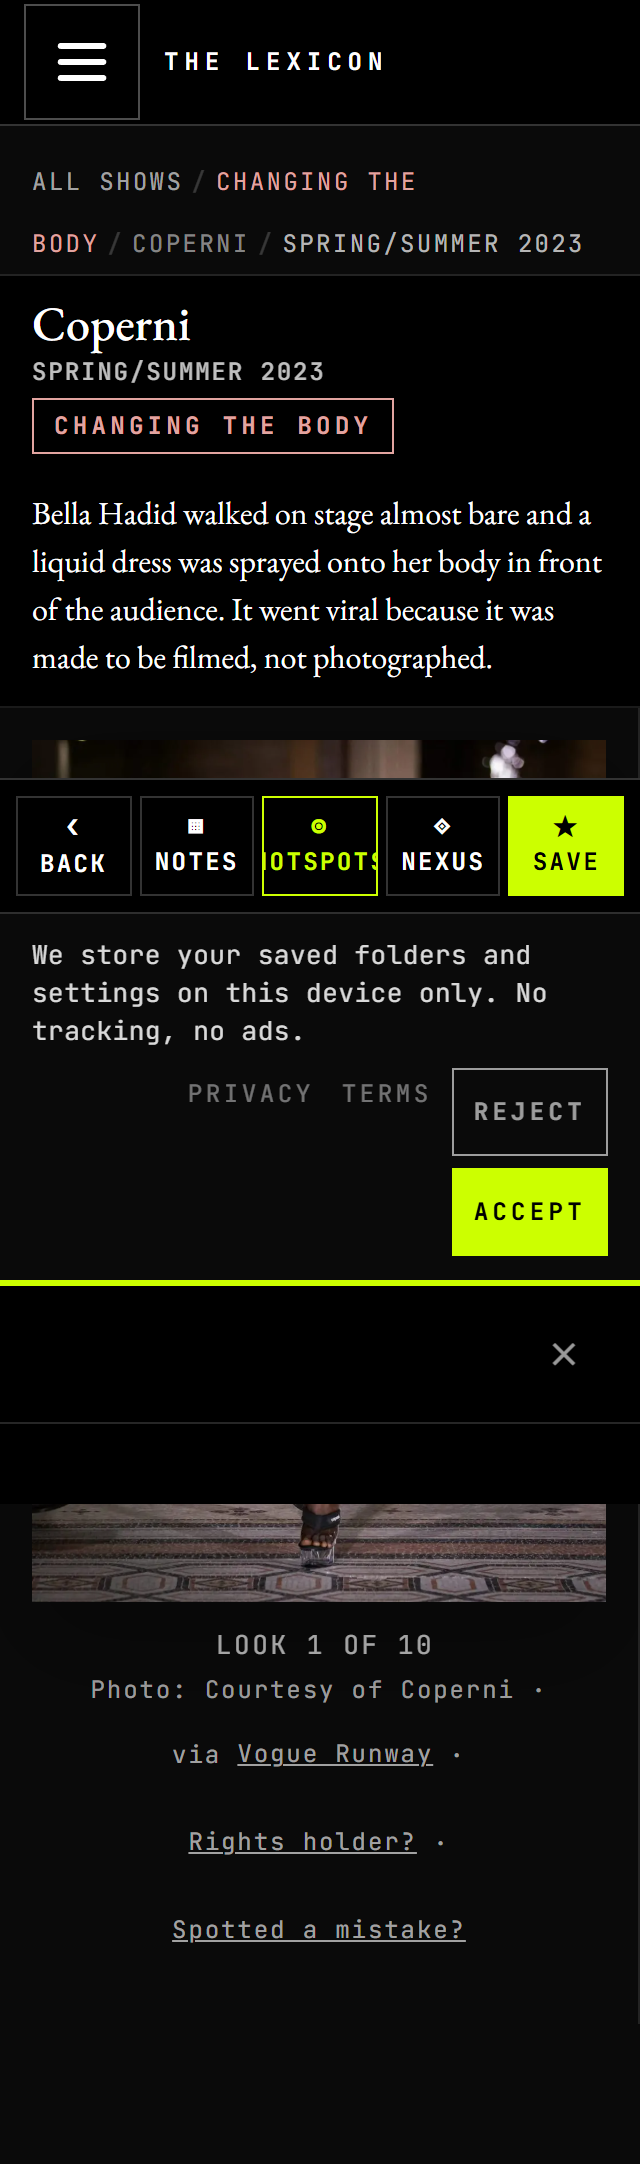 THE LEXICON
ALL SHOWS / CHANGING THE
BODY / COPERNI / SPRING/SUMMER 2023
Coperni
SPRING/SUMMER 2023
CHANGING THE BODY
Bella Hadid walked on stage almost bare and a
liquid dress was sprayed onto her body in front
of the audience. It went viral because it was
made to be filmed, not photographed.
BACK NOTES HOTSPOTS NEXUS SAVE
We store your saved folders and
settings on this device only. No
tracking, no ads.
PRIVACY TERMS REJECT
ACCEPT
LOOK 1 OF 10
Photo: Courtesy of Coperni ·
via Vogue Runway ·
Rights holder? ·
Spotted a mistake?